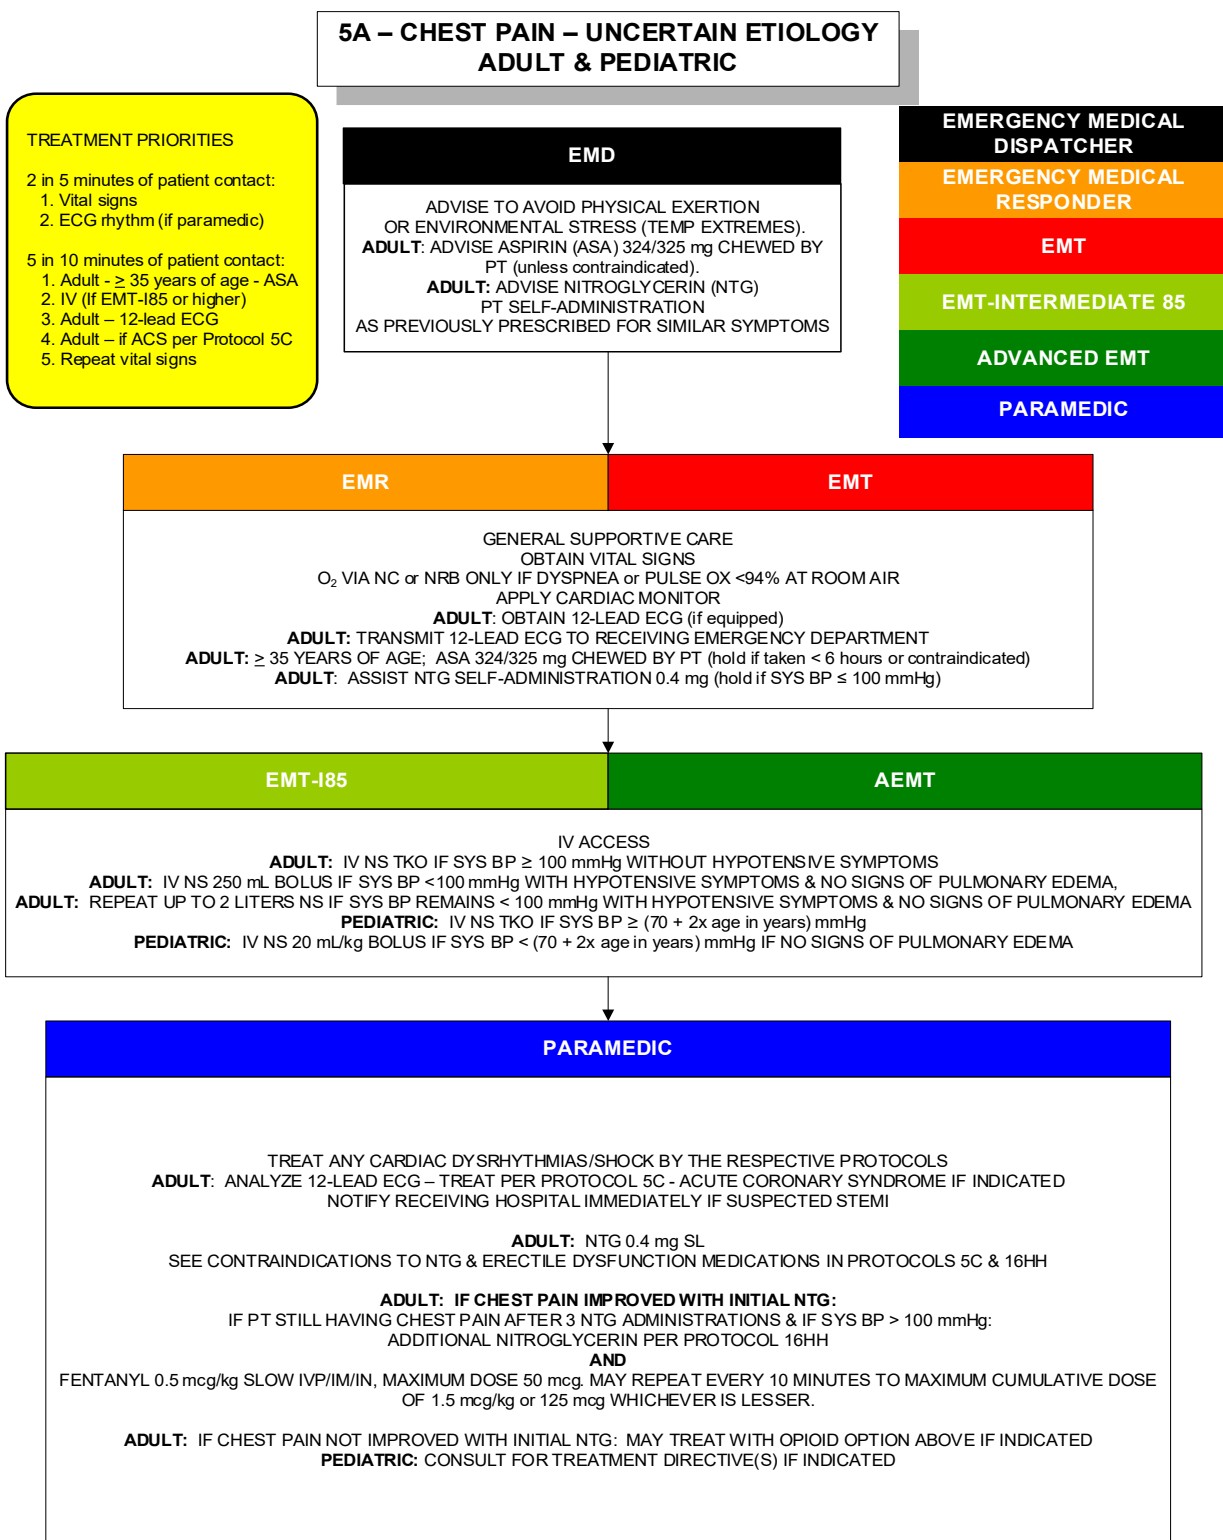 5A – CHEST PAIN – UNCERTAIN ETIOLOGY
ADULT & PEDIATRIC
TREATMENT PRIORITIES
2 in 5 minutes of patient contact:
1. Vital signs
2. ECG rhythm (if paramedic)
5 in 10 minutes of patient contact:
1. Adult - ≥ 35 years of age - ASA
2. IV (If EMT-I85 or higher)
3. Adult – 12-lead ECG
4. Adult – if ACS per Protocol 5C
5. Repeat vital signs
EMD
ADVISE TO AVOID PHYSICAL EXERTION
OR ENVIRONMENTAL STRESS (TEMP EXTREMES).
ADULT: ADVISE ASPIRIN (ASA) 324/325 mg CHEWED BY
PT (unless contraindicated).
ADULT: ADVISE NITROGLYCERIN (NTG)
PT SELF-ADMINISTRATION
AS PREVIOUSLY PRESCRIBED FOR SIMILAR SYMPTOMS
EMERGENCY MEDICAL
DISPATCHER
EMERGENCY MEDICAL
RESPONDER
EMT
EMT-INTERMEDIATE 85
ADVANCED EMT
PARAMEDIC
EMR
EMT
GENERAL SUPPORTIVE CARE
OBTAIN VITAL SIGNS
O₂ VIA NC or NRB ONLY IF DYSPNEA or PULSE OX <94% AT ROOM AIR
APPLY CARDIAC MONITOR
ADULT: OBTAIN 12-LEAD ECG (if equipped)
ADULT: TRANSMIT 12-LEAD ECG TO RECEIVING EMERGENCY DEPARTMENT
ADULT: ≥ 35 YEARS OF AGE; ASA 324/325 mg CHEWED BY PT (hold if taken < 6 hours or contraindicated)
ADULT: ASSIST NTG SELF-ADMINISTRATION 0.4 mg (hold if SYS BP ≤ 100 mmHg)
EMT-I85
AEMT
IV ACCESS
ADULT: IV NS TKO IF SYS BP ≥ 100 mmHg WITHOUT HYPOTENSIVE SYMPTOMS
ADULT: IV NS 250 mL BOLUS IF SYS BP <100 mmHg WITH HYPOTENSIVE SYMPTOMS & NO SIGNS OF PULMONARY EDEMA,
ADULT: REPEAT UP TO 2 LITERS NS IF SYS BP REMAINS < 100 mmHg WITH HYPOTENSIVE SYMPTOMS & NO SIGNS OF PULMONARY EDEMA
PEDIATRIC: IV NS TKO IF SYS BP ≥ (70 + 2x age in years) mmHg
PEDIATRIC: IV NS 20 mL/kg BOLUS IF SYS BP < (70 + 2x age in years) mmHg IF NO SIGNS OF PULMONARY EDEMA
PARAMEDIC
TREAT ANY CARDIAC DYSRHYTHMIAS/SHOCK BY THE RESPECTIVE PROTOCOLS
ADULT: ANALYZE 12-LEAD ECG – TREAT PER PROTOCOL 5C - ACUTE CORONARY SYNDROME IF INDICATED
NOTIFY RECEIVING HOSPITAL IMMEDIATELY IF SUSPECTED STEMI
ADULT: NTG 0.4 mg SL
SEE CONTRAINDICATIONS TO NTG & ERECTILE DYSFUNCTION MEDICATIONS IN PROTOCOLS 5C & 16HH
ADULT: IF CHEST PAIN IMPROVED WITH INITIAL NTG:
IF PT STILL HAVING CHEST PAIN AFTER 3 NTG ADMINISTRATIONS & IF SYS BP > 100 mmHg:
ADDITIONAL NITROGLYCERIN PER PROTOCOL 16HH
AND
FENTANYL 0.5 mcg/kg SLOW IVP/IM/IN, MAXIMUM DOSE 50 mcg. MAY REPEAT EVERY 10 MINUTES TO MAXIMUM CUMULATIVE DOSE
OF 1.5 mcg/kg or 125 mcg WHICHEVER IS LESSER.
ADULT: IF CHEST PAIN NOT IMPROVED WITH INITIAL NTG: MAY TREAT WITH OPIOID OPTION ABOVE IF INDICATED
PEDIATRIC: CONSULT FOR TREATMENT DIRECTIVE(S) IF INDICATED